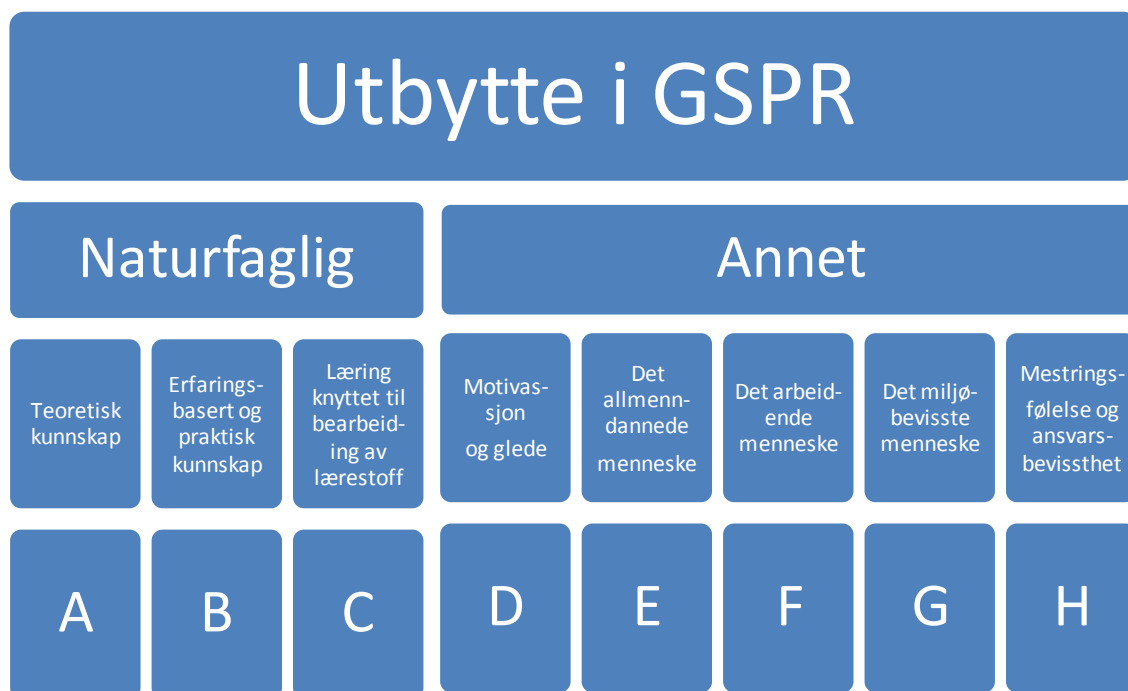 Utbytte i GSPR
Naturfaglig
Annet
Teoretisk
kunnskap
Erfarings-
basert og
praktisk
kunnskap
Læring
knyttet til
bearbeid-
ing av
lærestoff
Motivas-
sjon
og glede
Det
allmenn-
dannede
menneske
Det arbeid-
ende
menneske
Det miljø-
bevisste
menneske
Mestrings-
følelse og
ansvars-
bevissthet
A
B
C
D
E
F
G
H